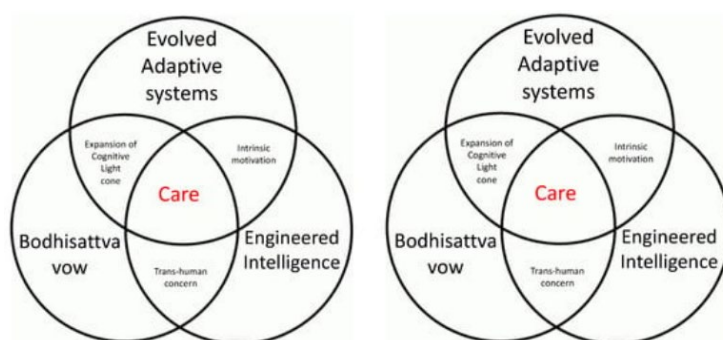 Evolved
Adaptive
systems
Expansion of
Cognitive
Light
cone
Intrinsic
motivation
Care
Bodhisattva
vow
Engineered
Intelligence
Trans-human
concern
Evolved
Adaptive
systems
Expansion of
Cognitive
Light
cone
Intrinsic
motivation
Care
Bodhisattva
vow
Engineered
Intelligence
Trans-human
concern